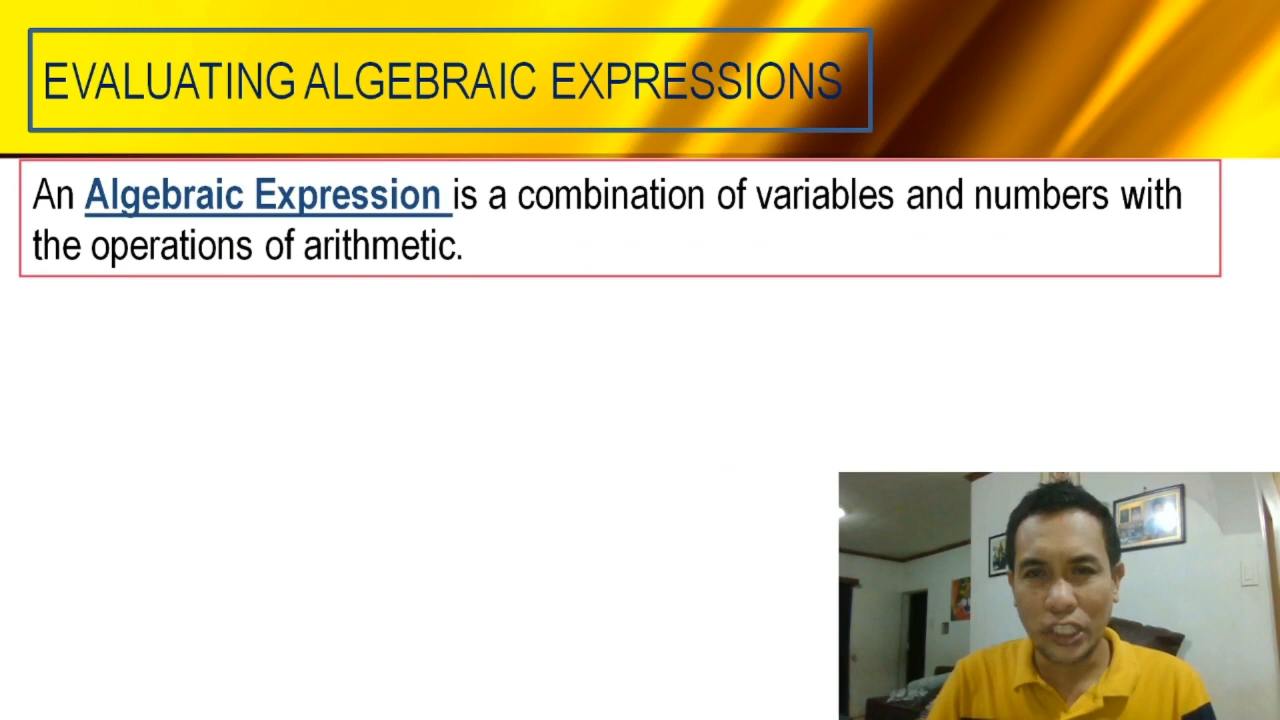 EVALUATING ALGEBRAIC EXPRESSIONS
An Algebraic Expression is a combination of variables and numbers with
the operations of arithmetic.